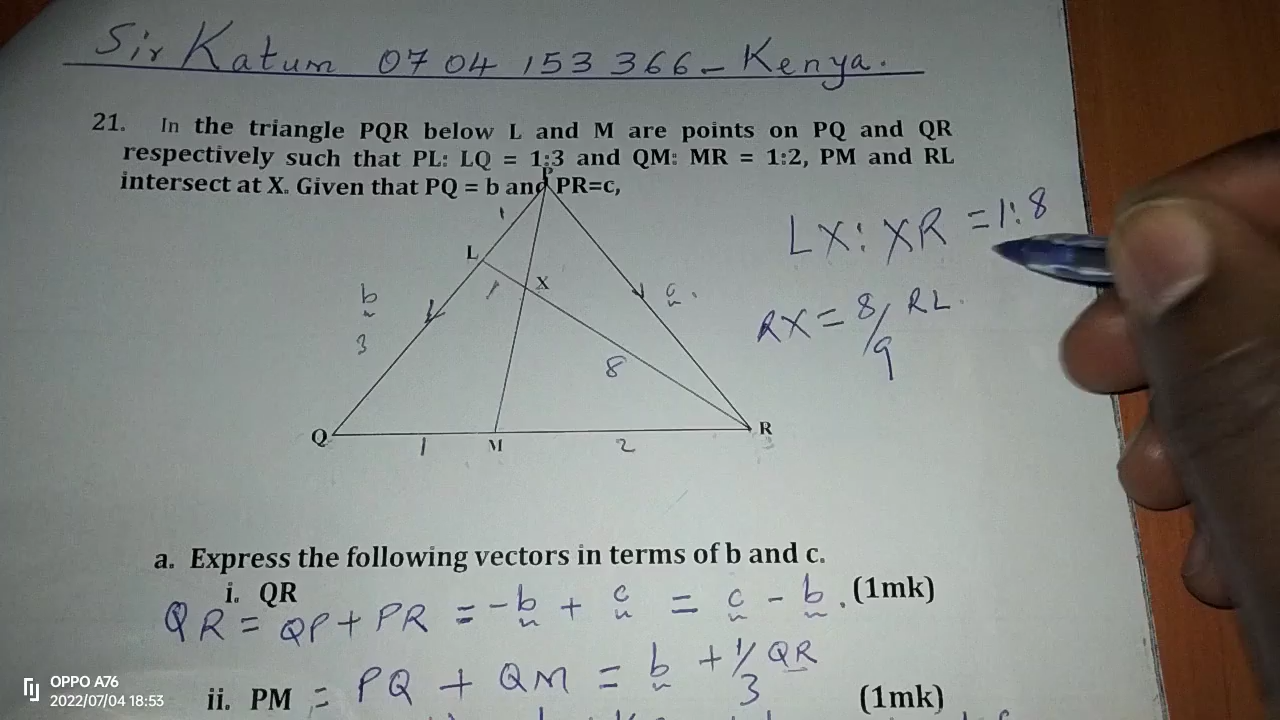 Sir Katum 0704 153 366 - Kenya.
21. In the triangle PQR below L and M are points on PQ and QR
respectively such that PL: LQ = 1:3 and QM: MR = 1:2, PM and RL
intersect at X. Given that PQ = b and PR=c,
P
1
LX: XR = 1:8
L
1
X
b
c.
3
RX = 8/9 RL.
8
Q
1
M
2
R
a. Express the following vectors in terms of b and c.
i. QR (1mk)
QR = QP + PR = -b + c = c - b.
ii. PM = PQ + QM = b + 1/3 QR (1mk)
OPPO A76
2022/07/04 18:53